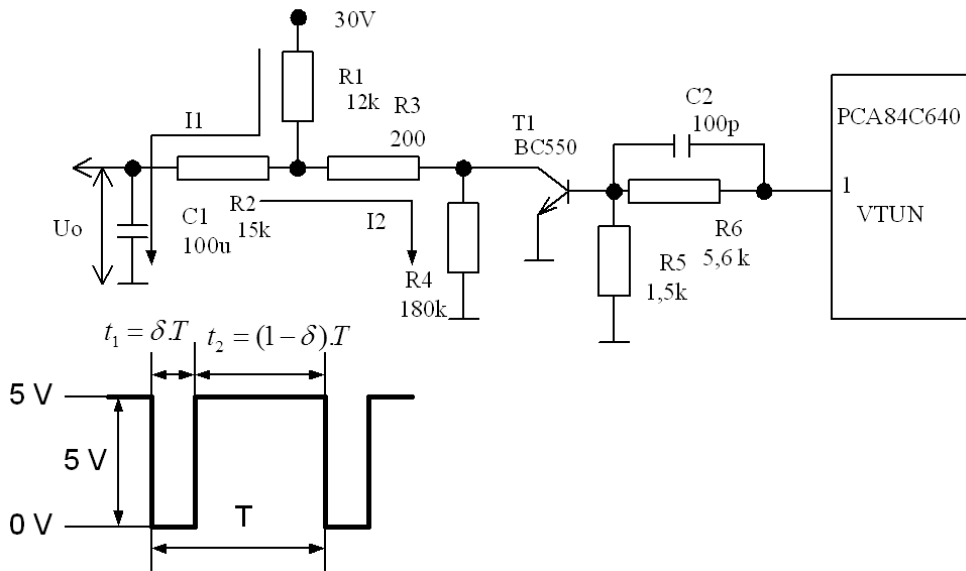 30V
R1
12k
R3
200
I1
T1
BC550
C2
100p
PCA84C640
1
VTUN
Uo
C1
100u
R2
15k
I2
R4
180k
R5
1,5k
R6
5,6 k
t₁ = δ.T
t₂ = (1−δ).T
5 V
5 V
0 V
T